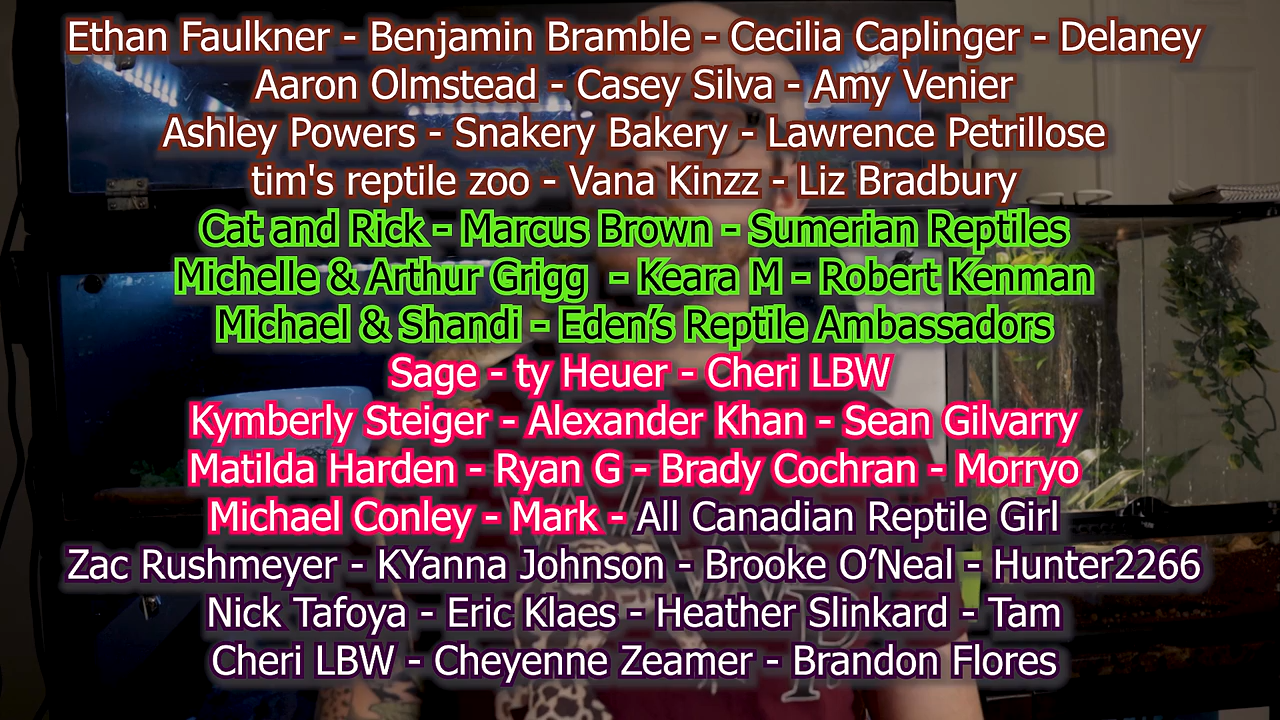 Ethan Faulkner - Benjamin Bramble - Cecilia Caplinger - Delaney
Aaron Olmstead - Casey Silva - Amy Venier
Ashley Powers - Snakery Bakery - Lawrence Petrillose
tim's reptile zoo - Vana Kinzz - Liz Bradbury
Cat and Rick - Marcus Brown - Sumerian Reptiles
Michelle & Arthur Grigg - Keara M - Robert Kenman
Michael & Shandi - Eden’s Reptile Ambassadors
Sage - ty Heuer - Cheri LBW
Kymberly Steiger - Alexander Khan - Sean Gilvarry
Matilda Harden - Ryan G - Brady Cochran - Morryo
Michael Conley - Mark - All Canadian Reptile Girl
Zac Rushmeyer - KYanna Johnson - Brooke O’Neal - Hunter2266
Nick Tafoya - Eric Klaes - Heather Slinkard - Tam
Cheri LBW - Cheyenne Zeamer - Brandon Flores